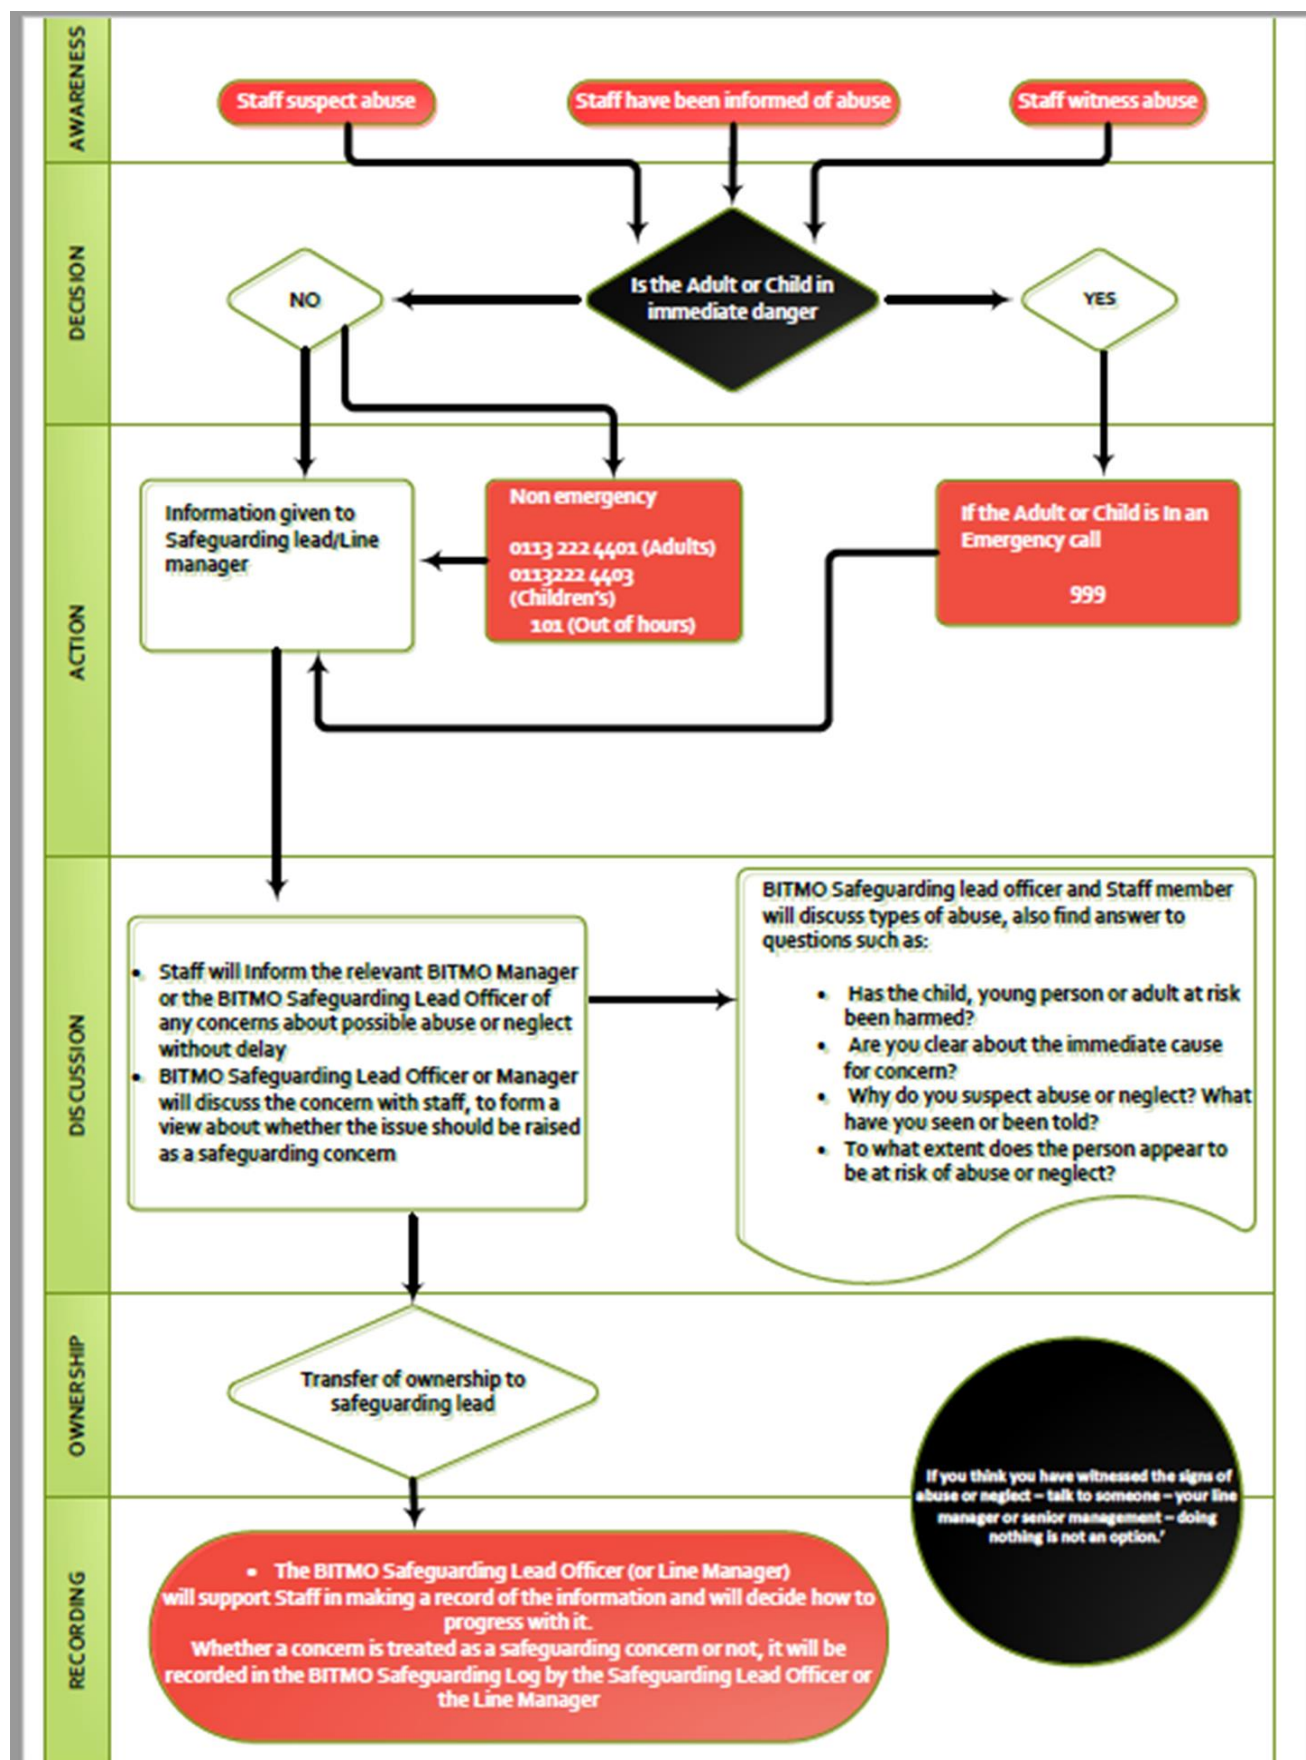 AWARENESS
Staff suspect abuse
Staff have been informed of abuse
Staff witness abuse
DECISION
NO
Is the Adult or Child in
immediate danger
YES
ACTION
Information given to
Safeguarding lead/Line
manager
Non emergency
0113 222 4401 (Adults)
0113222 4403
(Children's)
101 (Out of hours)
If the Adult or Child is In an
Emergency call
999
DISCUSSION
• Staff will Inform the relevant BITMO Manager
or the BITMO Safeguarding Lead Officer of
any concerns about possible abuse or neglect
without delay
• BITMO Safeguarding Lead Officer or Manager
will discuss the concern with staff, to form a
view about whether the issue should be raised
as a safeguarding concern
BITMO Safeguarding lead officer and Staff member
will discuss types of abuse, also find answer to
questions such as:
• Has the child, young person or adult at risk
been harmed?
• Are you clear about the immediate cause
for concern?
• Why do you suspect abuse or neglect? What
have you seen or been told?
• To what extent does the person appear to
be at risk of abuse or neglect?
OWNERSHIP
Transfer of ownership to
safeguarding lead
If you think you have witnessed the signs of
abuse or neglect – talk to someone – your line
manager or senior management – doing
nothing is not an option.'
RECORDING
• The BITMO Safeguarding Lead Officer (or Line Manager)
will support Staff in making a record of the information and will decide how to
progress with it.
Whether a concern is treated as a safeguarding concern or not, it will be
recorded in the BITMO Safeguarding Log by the Safeguarding Lead Officer or
the Line Manager